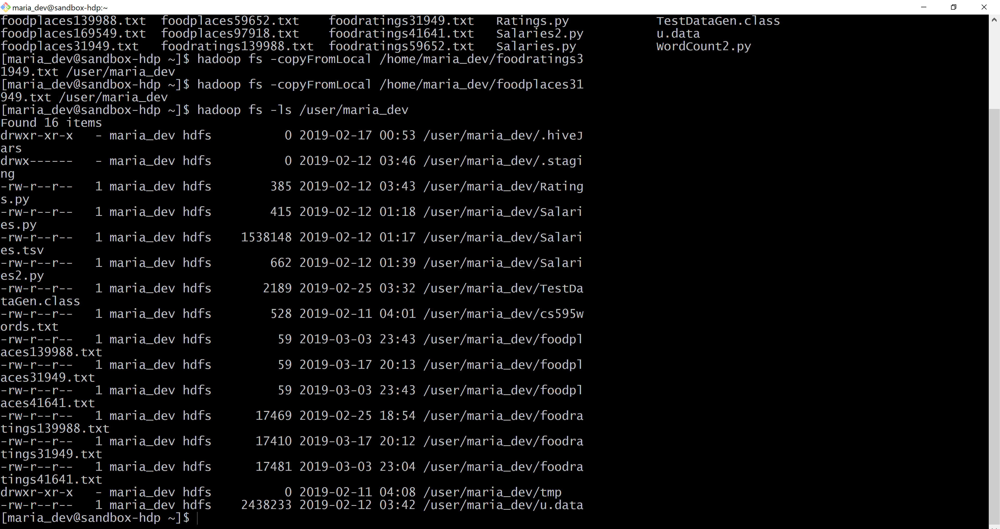 maria_dev@sandbox-hdp:~
foodplaces139988.txt  foodplaces59652.txt    foodratings31949.txt   Ratings.py            TestDataGen.class
foodplaces169549.txt  foodplaces97918.txt    foodratings41641.txt   Salaries2.py          u.data
foodplaces31949.txt   foodratings139988.txt  foodratings59652.txt   Salaries.py           WordCount2.py
[maria_dev@sandbox-hdp ~]$ hadoop fs -copyFromLocal /home/maria_dev/foodratings3
1949.txt /user/maria_dev
[maria_dev@sandbox-hdp ~]$ hadoop fs -copyFromLocal /home/maria_dev/foodplaces31
949.txt /user/maria_dev
[maria_dev@sandbox-hdp ~]$ hadoop fs -ls /user/maria_dev
Found 16 items
drwxr-xr-x   - maria_dev hdfs          0 2019-02-17 00:53 /user/maria_dev/.hiveJ
ars
drwx------   - maria_dev hdfs          0 2019-02-12 03:46 /user/maria_dev/.stagi
ng
-rw-r--r--   1 maria_dev hdfs        385 2019-02-12 03:43 /user/maria_dev/Rating
s.py
-rw-r--r--   1 maria_dev hdfs        415 2019-02-12 01:18 /user/maria_dev/Salari
es.py
-rw-r--r--   1 maria_dev hdfs    1538148 2019-02-12 01:17 /user/maria_dev/Salari
es.tsv
-rw-r--r--   1 maria_dev hdfs        662 2019-02-12 01:39 /user/maria_dev/Salari
es2.py
-rw-r--r--   1 maria_dev hdfs       2189 2019-02-25 03:32 /user/maria_dev/TestDa
taGen.class
-rw-r--r--   1 maria_dev hdfs        528 2019-02-11 04:01 /user/maria_dev/cs595w
ords.txt
-rw-r--r--   1 maria_dev hdfs         59 2019-03-03 23:43 /user/maria_dev/foodpl
aces139988.txt
-rw-r--r--   1 maria_dev hdfs         59 2019-03-17 20:13 /user/maria_dev/foodpl
aces31949.txt
-rw-r--r--   1 maria_dev hdfs         59 2019-03-03 23:43 /user/maria_dev/foodpl
aces41641.txt
-rw-r--r--   1 maria_dev hdfs      17469 2019-02-25 18:54 /user/maria_dev/foodra
tings139988.txt
-rw-r--r--   1 maria_dev hdfs      17410 2019-03-17 20:12 /user/maria_dev/foodra
tings31949.txt
-rw-r--r--   1 maria_dev hdfs      17481 2019-03-03 23:04 /user/maria_dev/foodra
tings41641.txt
drwxr-xr-x   - maria_dev hdfs          0 2019-02-11 04:08 /user/maria_dev/tmp
-rw-r--r--   1 maria_dev hdfs    2438233 2019-02-12 03:42 /user/maria_dev/u.data
[maria_dev@sandbox-hdp ~]$